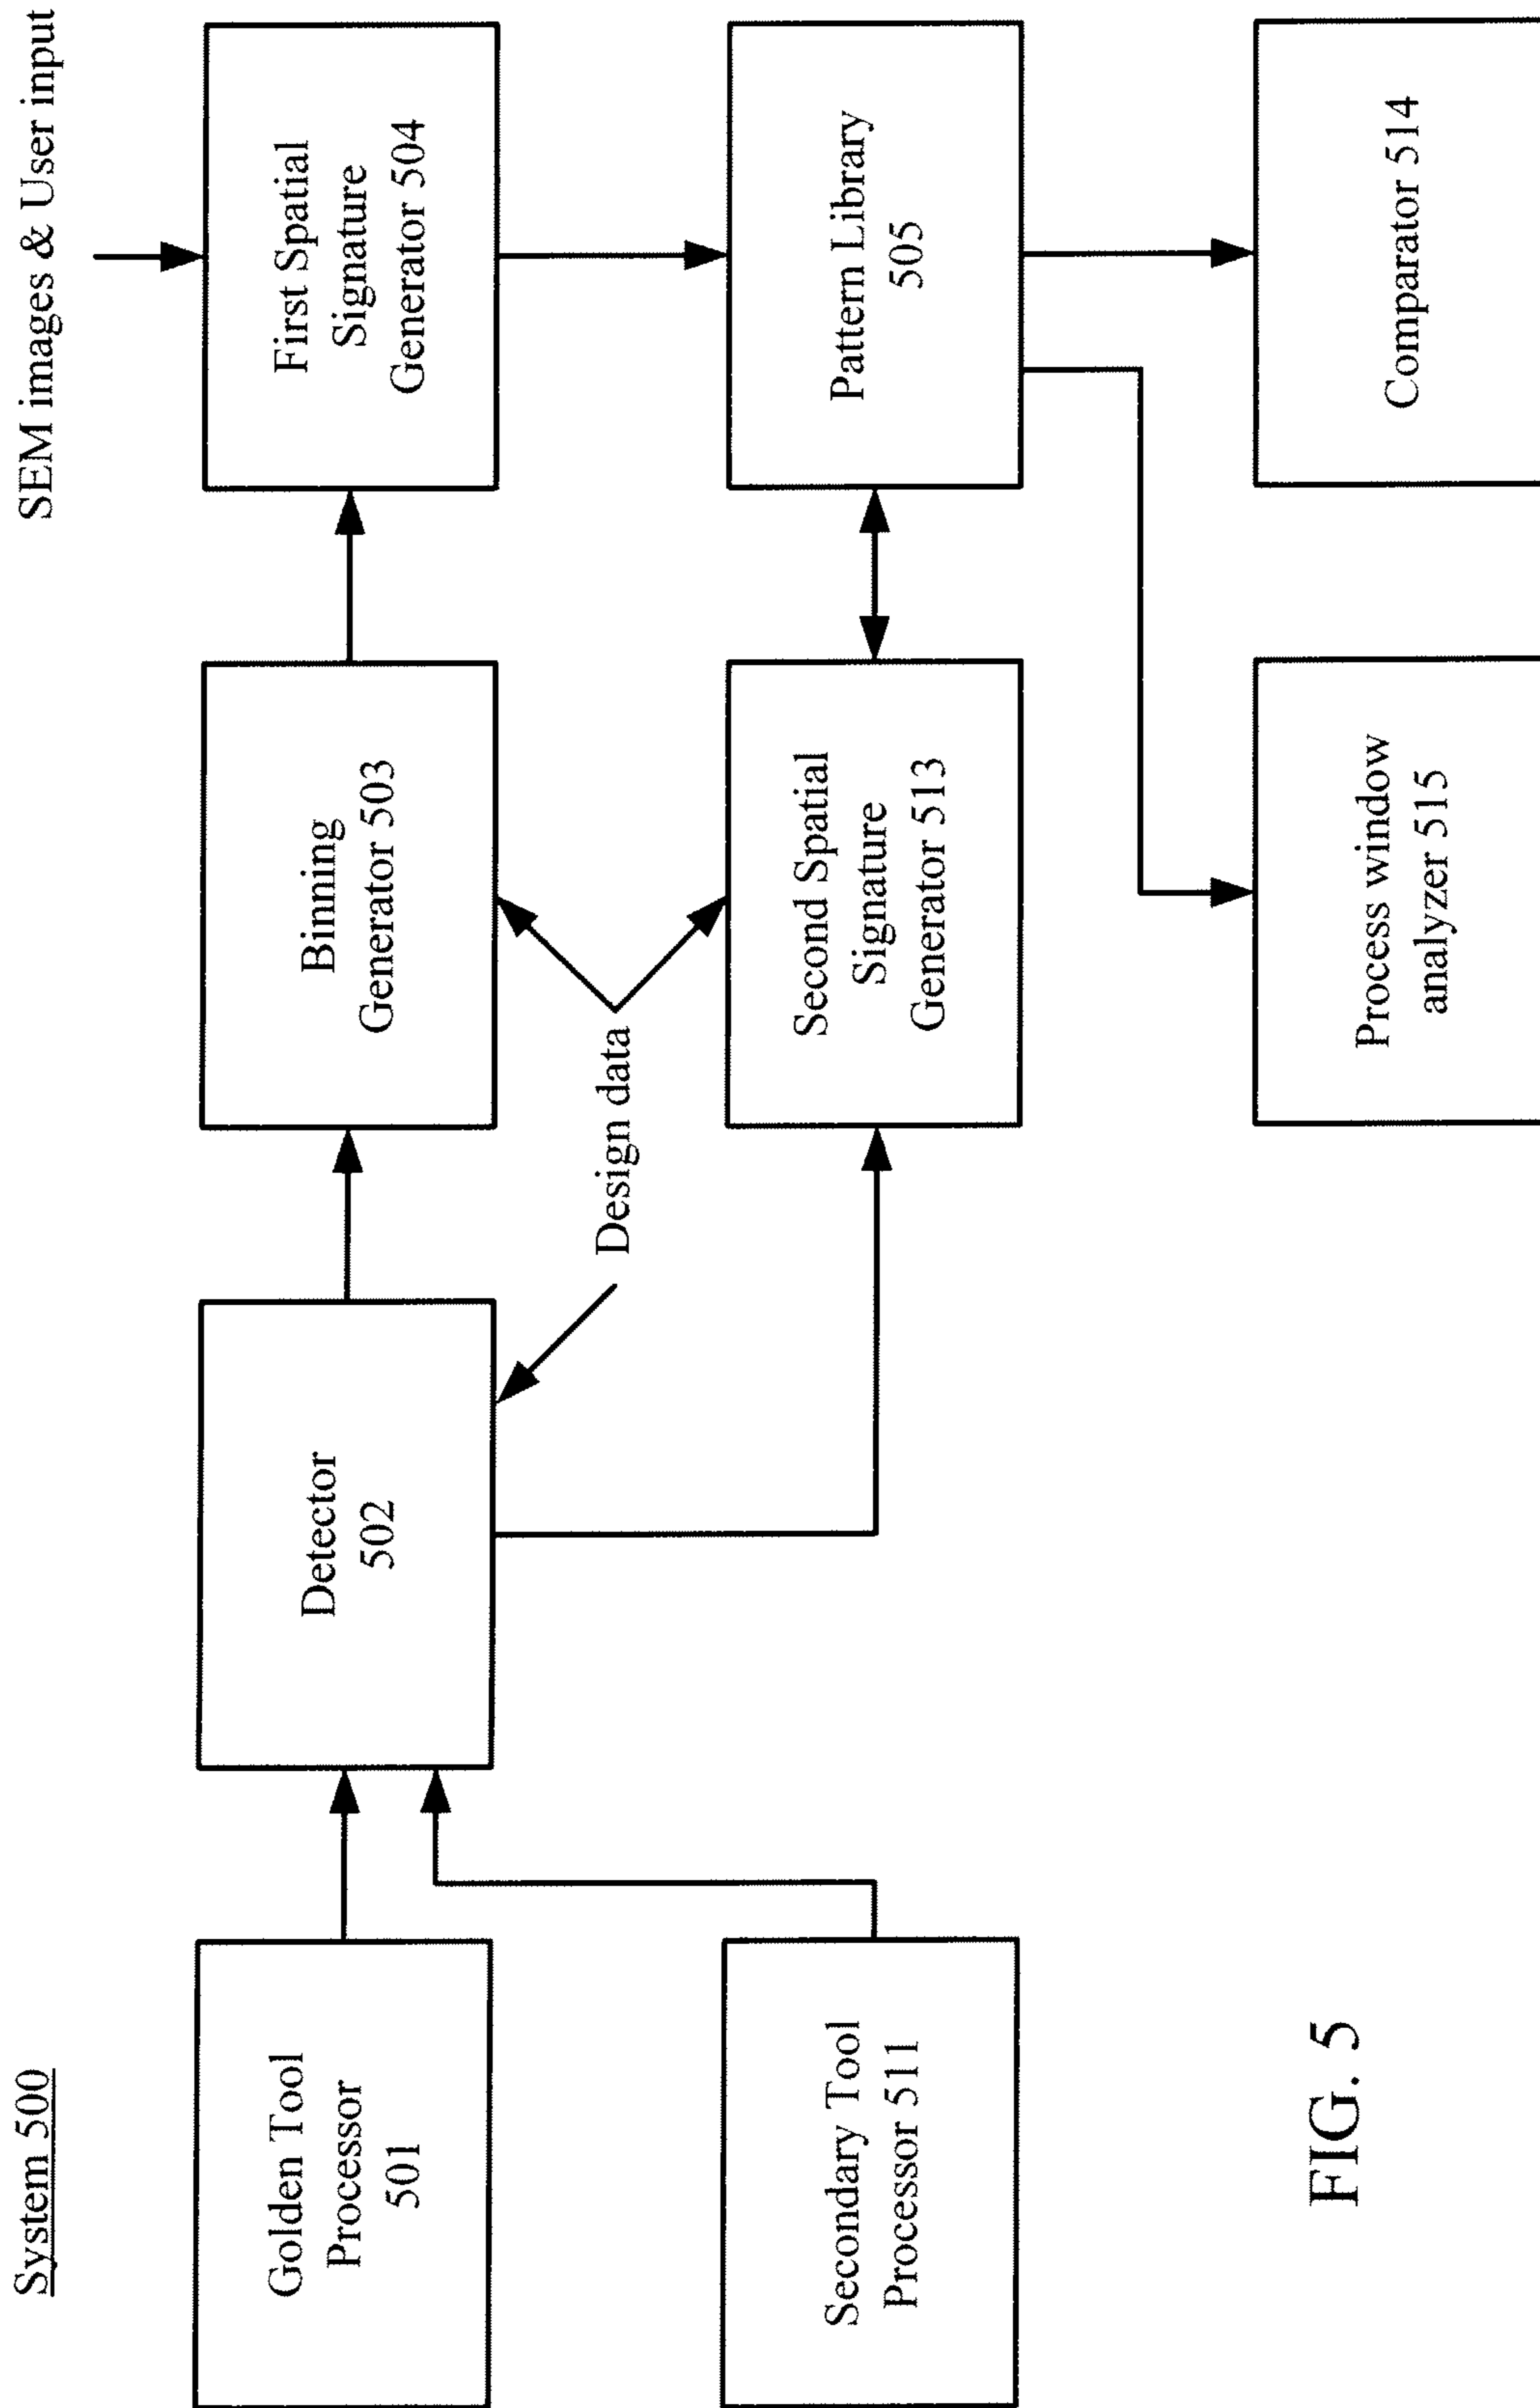 System 500
SEM images & User input
Golden Tool
Processor
501
Detector
502
Binning
Generator 503
First Spatial
Signature
Generator 504
Design data
Secondary Tool
Processor 511
Second Spatial
Signature
Generator 513
Pattern Library
505
Process window
analyzer 515
Comparator 514
FIG. 5